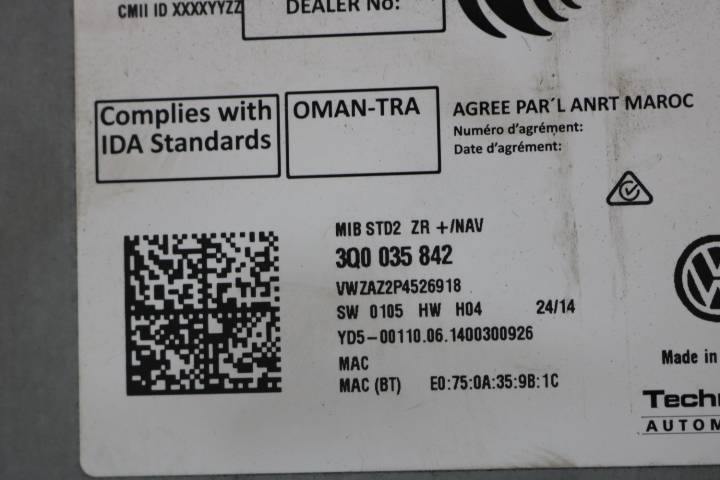 CMII ID XXXXYYZZ
DEALER No:
Complies with
IDA Standards
OMAN-TRA
AGREE PAR´L ANRT MAROC
Numéro d'agrément:
Date d'agrément:
MIB STD2 ZR +/NAV
3Q0 035 842
VWZAZ2P4526918
SW 0105 HW H04 24/14
YD5-00110.06.1400300926
MAC
MAC (BT) E0:75:0A:35:9B:1C
Made in
Techn
AUTOM